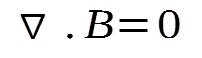 ∇ . B = 0